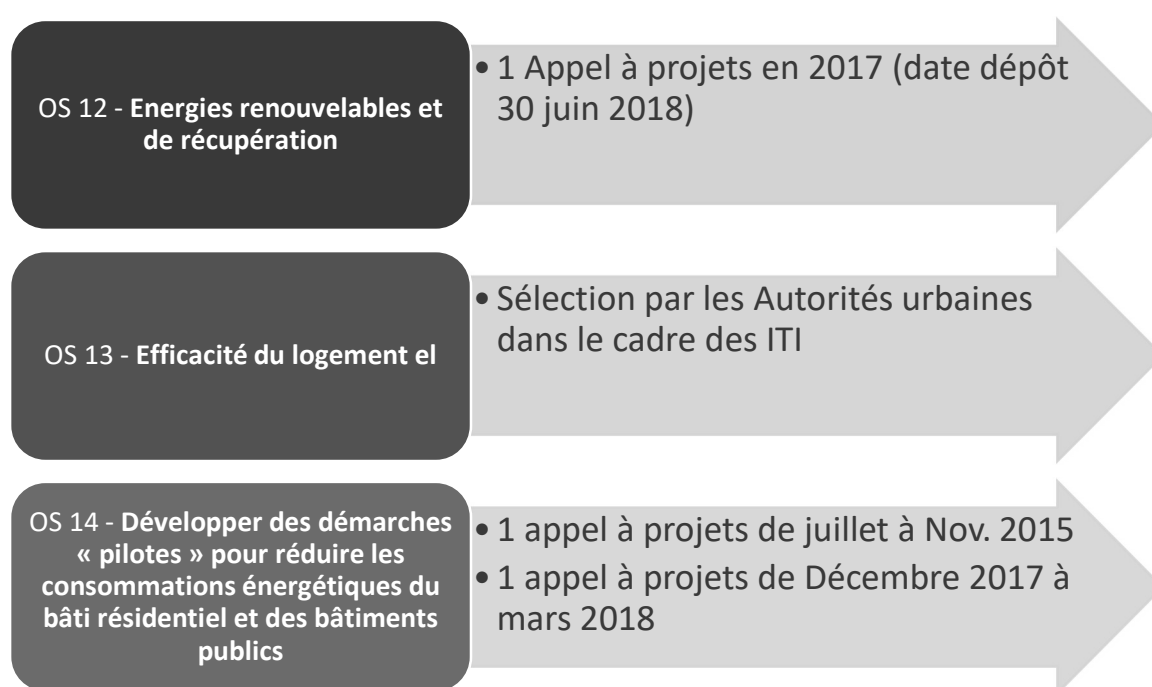 OS 12 - Energies renouvelables et
de récupération
• 1 Appel à projets en 2017 (date dépôt
30 juin 2018)
OS 13 - Efficacité du logement el
• Sélection par les Autorités urbaines
dans le cadre des ITI
OS 14 - Développer des démarches
« pilotes » pour réduire les
consommations énergétiques du
bâti résidentiel et des bâtiments
publics
• 1 appel à projets de juillet à Nov. 2015
• 1 appel à projets de Décembre 2017 à
mars 2018